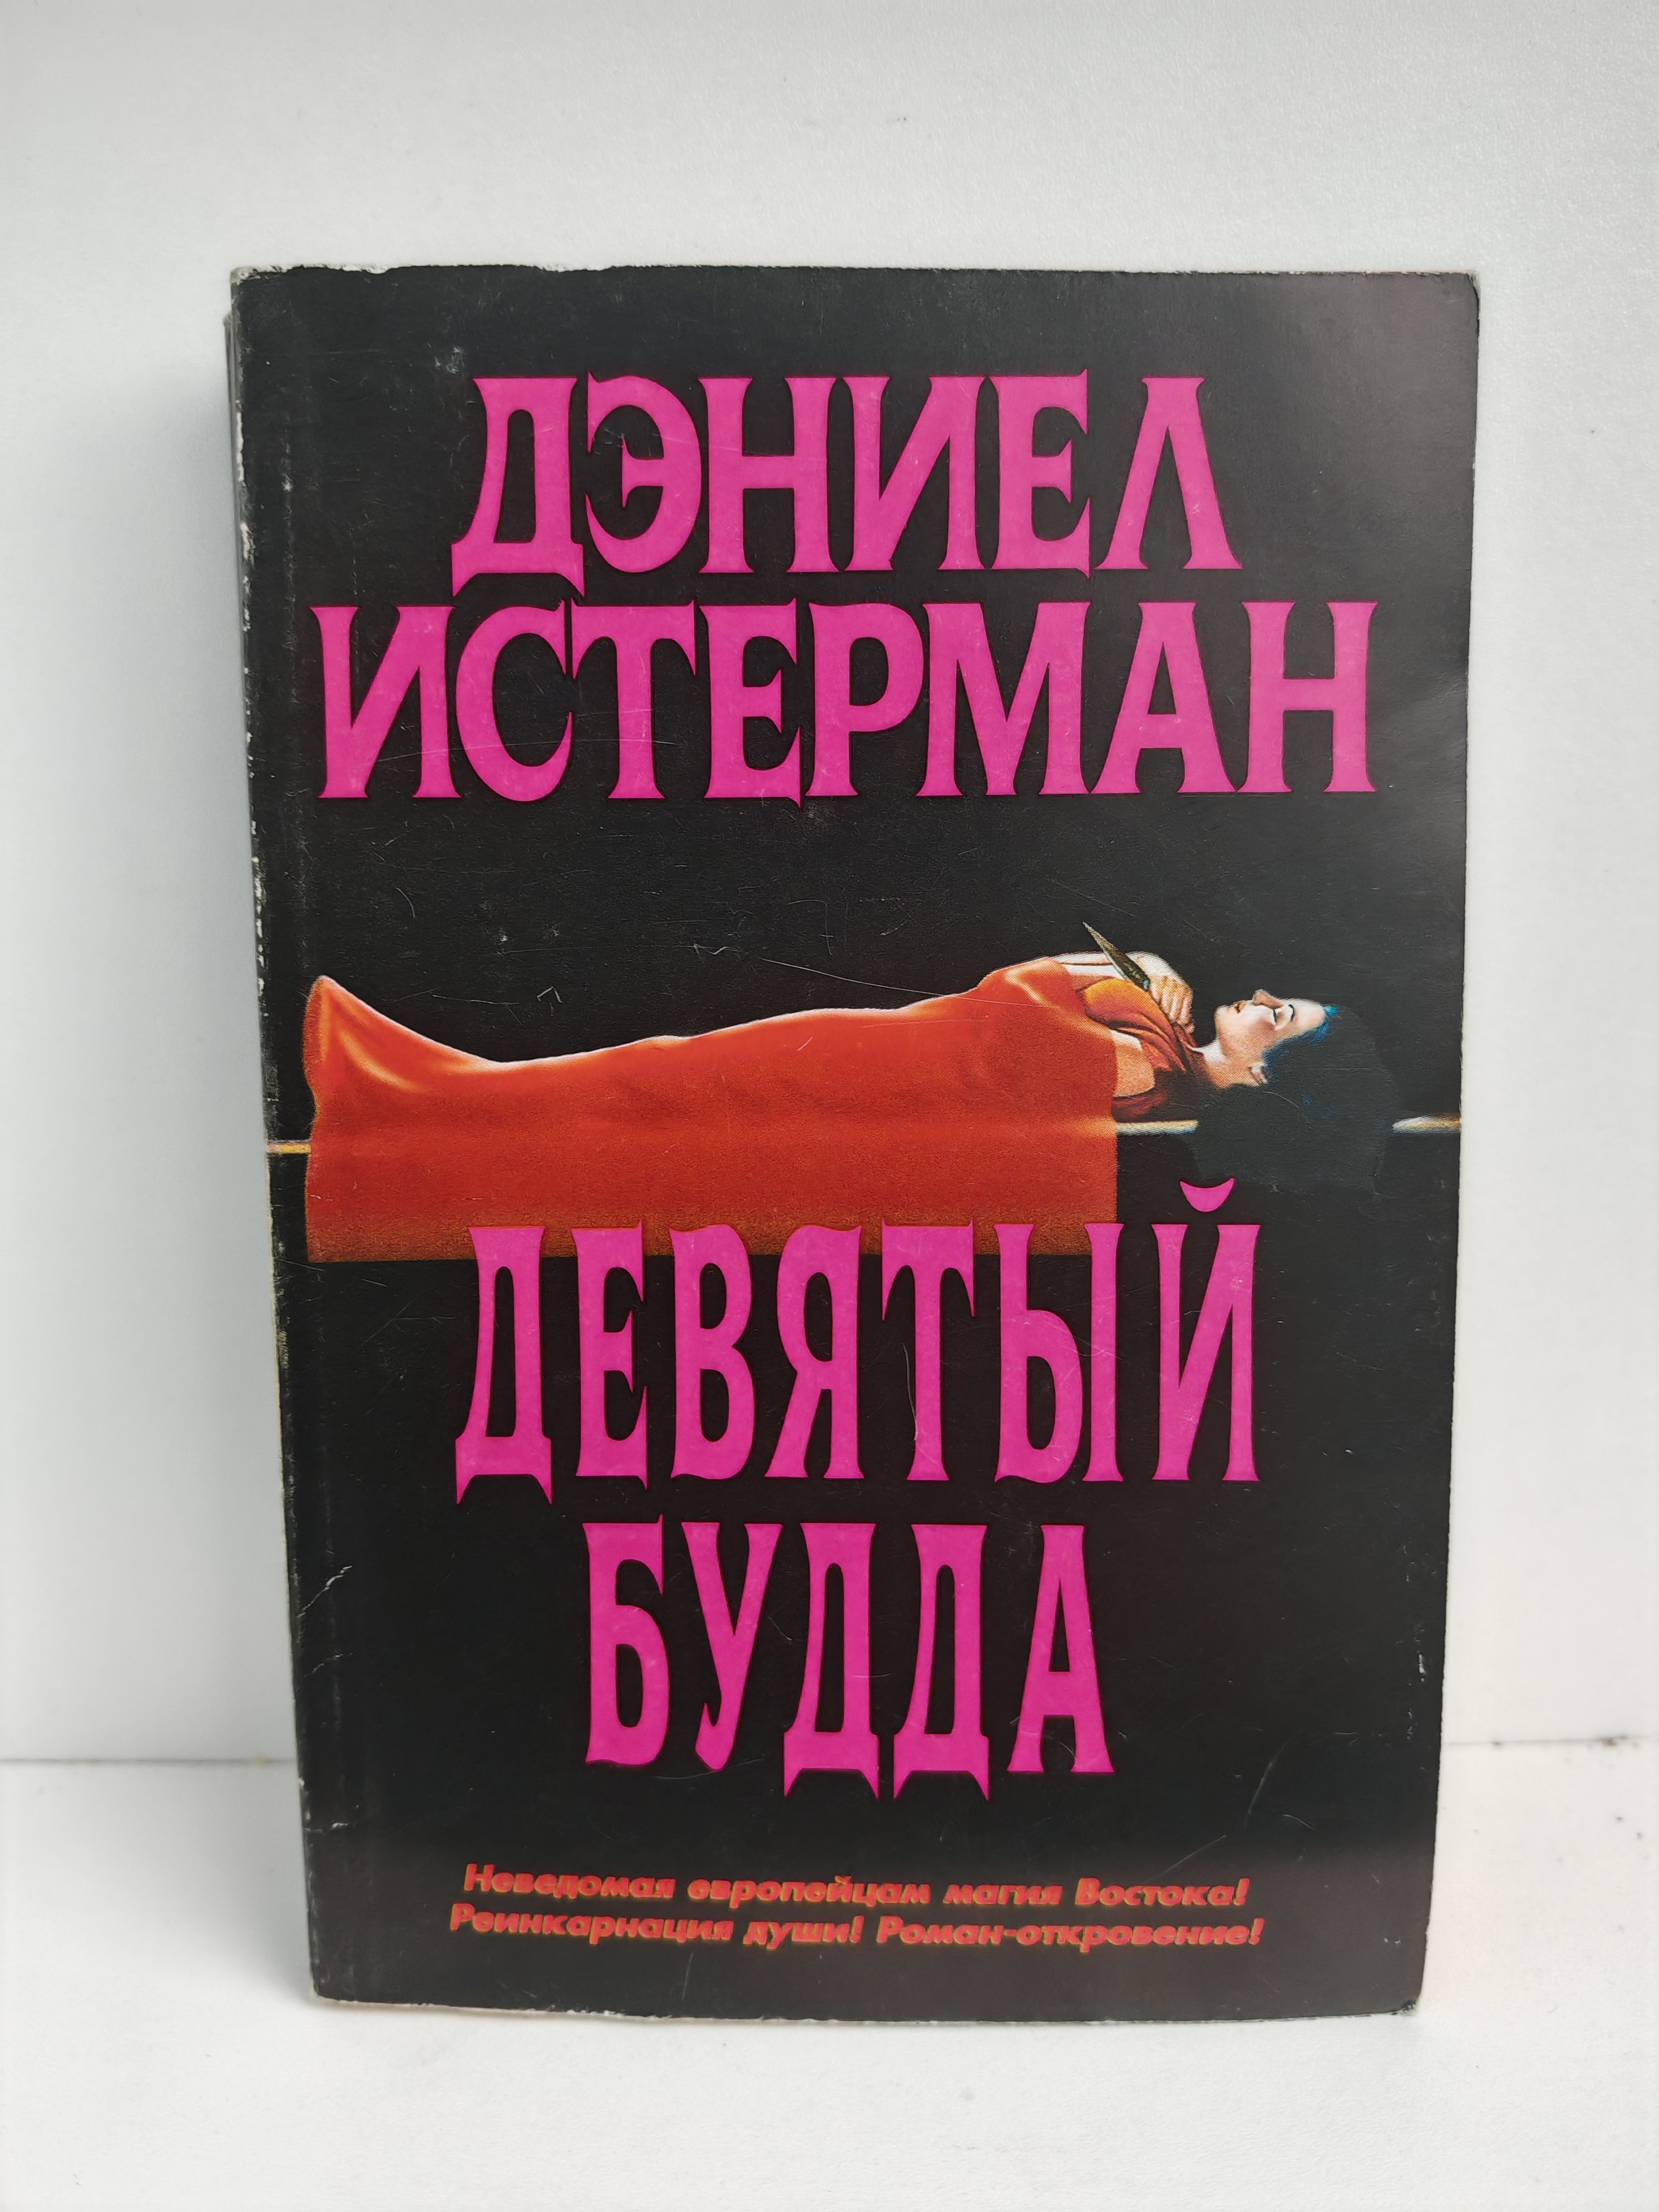 ДЭНИЕЛ
ИСТЕРМАН
ДЕВЯТЫЙ
БУДДА
Неведомая европейцам магия Востока!
Реинкарнация души! Роман-откровение!